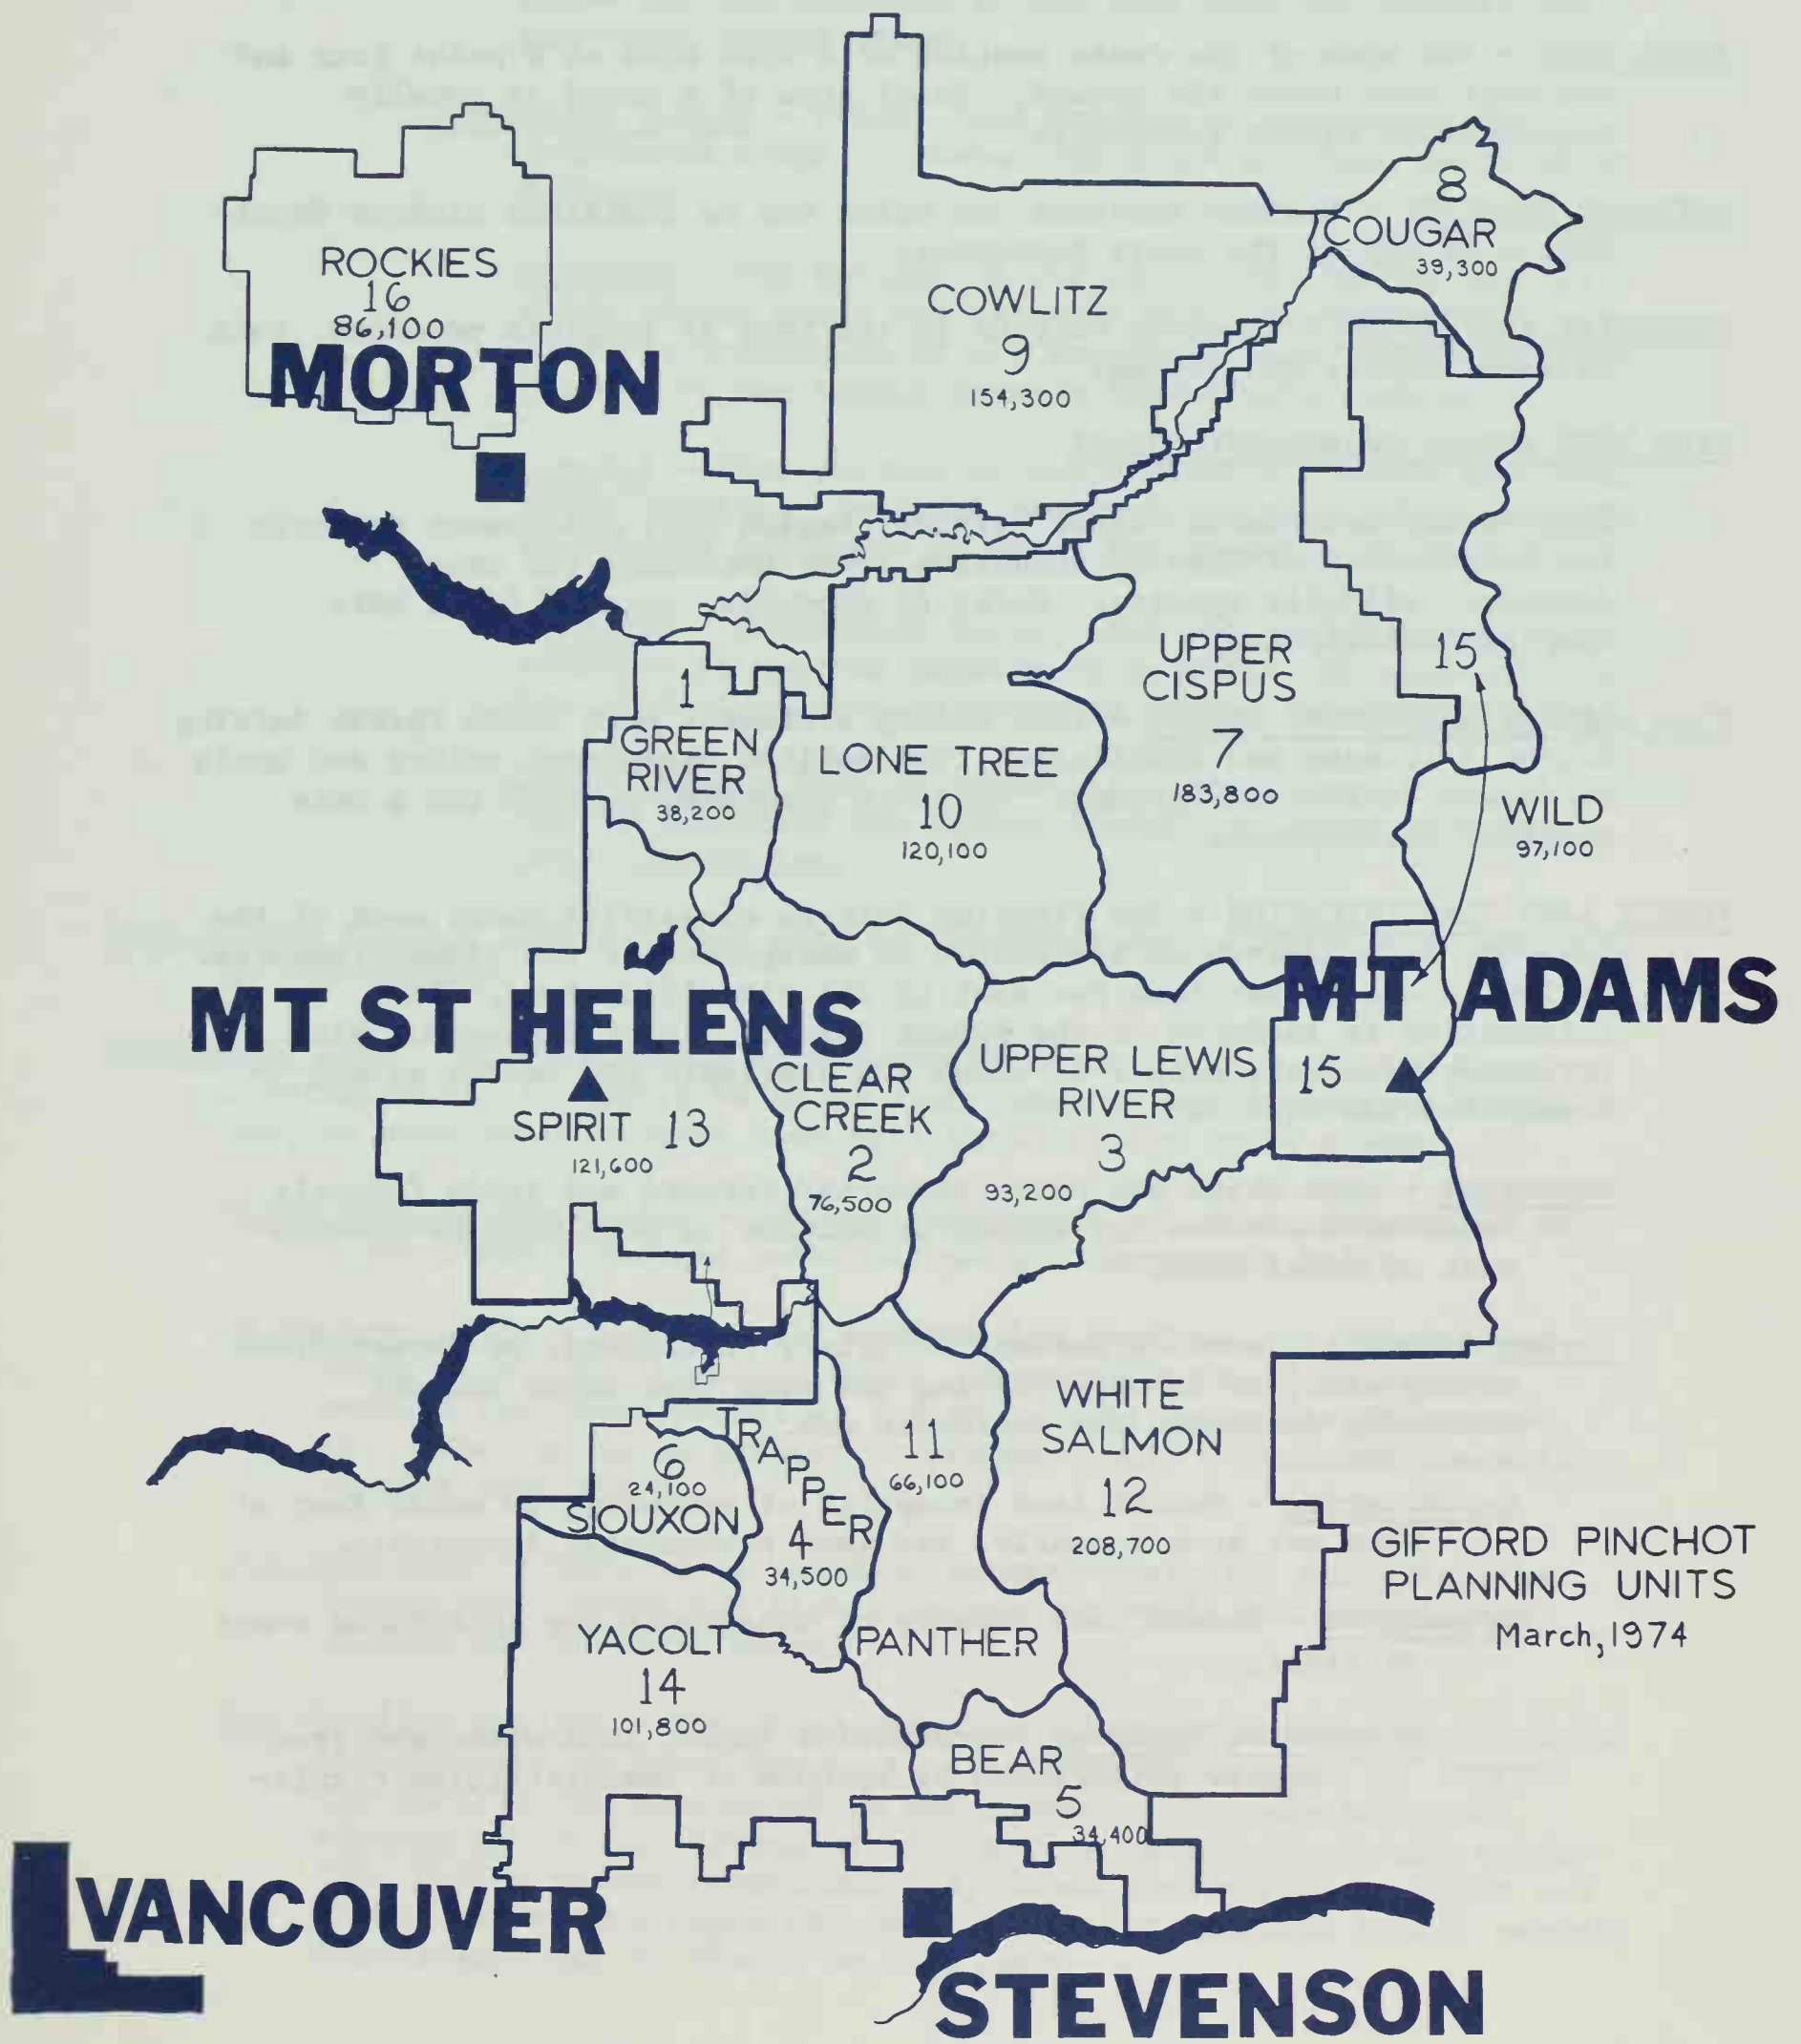 8
COUGAR
39,300
ROCKIES
16
86,100
MORTON
COWLITZ
9
154,300
1
GREEN
RIVER
38,200
LONE TREE
10
120,100
UPPER
CISPUS
7
183,800
15
WILD
97,100
MT ST HELENS
MT ADAMS
SPIRIT 13
121,600
CLEAR
CREEK
2
76,500
UPPER LEWIS
RIVER
3
93,200
15
TRAPPER
4
34,500
6
24,100
SIOUXON
11
66,100
PANTHER
WHITE
SALMON
12
208,700
GIFFORD PINCHOT
PLANNING UNITS
March, 1974
YACOLT
14
101,800
BEAR
5
34,400
VANCOUVER
STEVENSON